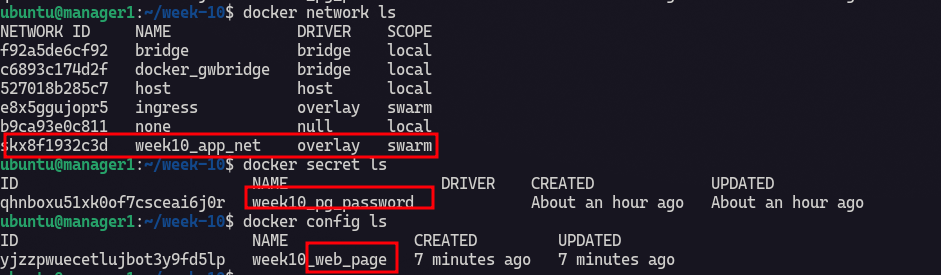 ubuntu@manager1:~/week-10$ docker network ls
NETWORK ID     NAME              DRIVER    SCOPE
f92a5de6cf92   bridge            bridge    local
c6893c174d2f   docker_gwbridge   bridge    local
527018b285c7   host              host      local
e8x5ggujopr5   ingress           overlay   swarm
b9ca93e0c811   none              null      local
skx8f1932c3d   week10_app_net    overlay   swarm
ubuntu@manager1:~/week-10$ docker secret ls
ID                          NAME                 DRIVER    CREATED             UPDATED
qhnboxu51xk0of7csceai6j0r   week10_pg_password             About an hour ago   About an hour ago
ubuntu@manager1:~/week-10$ docker config ls
ID                          NAME              CREATED         UPDATED
yjzzpwuecetlujbot3y9fd5lp   week10_web_page   7 minutes ago   7 minutes ago